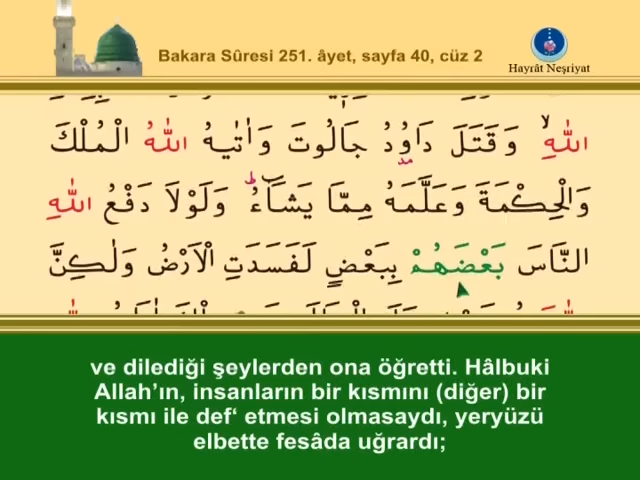 Bakara Sûresi 251. âyet, sayfa 40, cüz 2
Hayrât Neşriyat
اللّٰهِۙ وَقَتَلَ دَاوُ۫دُ جَالُوتَ وَاٰتٰيهُ اللّٰهُ الْمُلْكَ
وَالْحِكْمَةَ وَعَلَّمَهُ مِمَّا يَشَٓاءُۜ وَلَوْلَا دَفْعُ اللّٰهِ
النَّاسَ بَعْضَهُمْ بِبَعْضٍ لَفَسَدَتِ الْاَرْضُ وَلٰكِنَّ
ve dilediği şeylerden ona öğretti. Hâlbuki
Allah’ın, insanların bir kısmını (diğer) bir
kısmı ile def‘ etmesi olmasaydı, yeryüzü
elbette fesâda uğrardı;